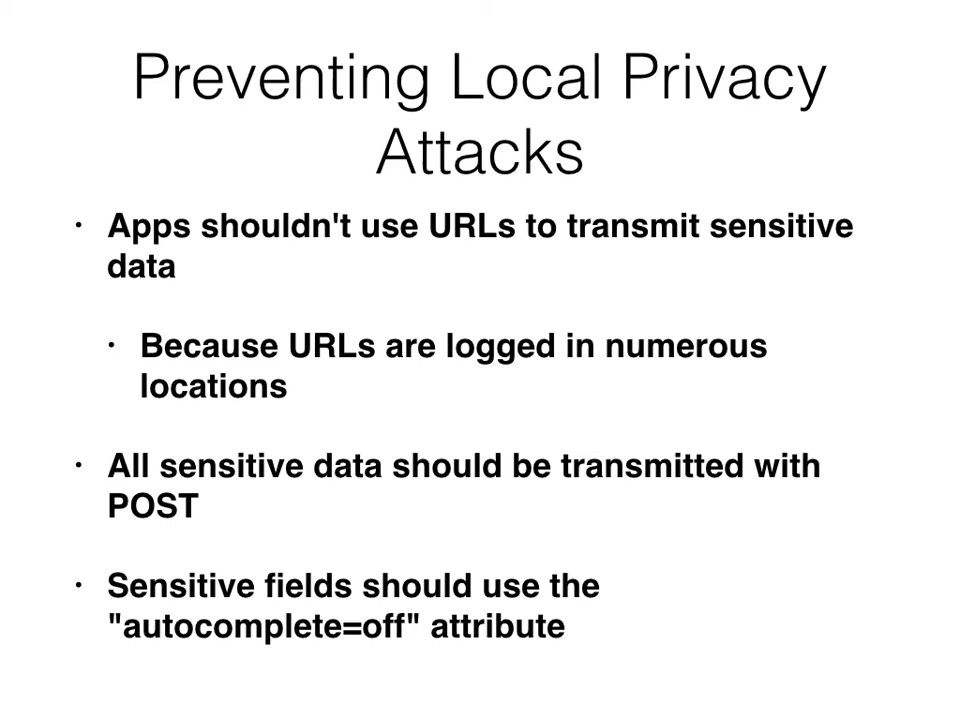 Preventing Local Privacy
Attacks
• Apps shouldn't use URLs to transmit sensitive
data
• Because URLs are logged in numerous
locations
• All sensitive data should be transmitted with
POST
• Sensitive fields should use the
"autocomplete=off" attribute